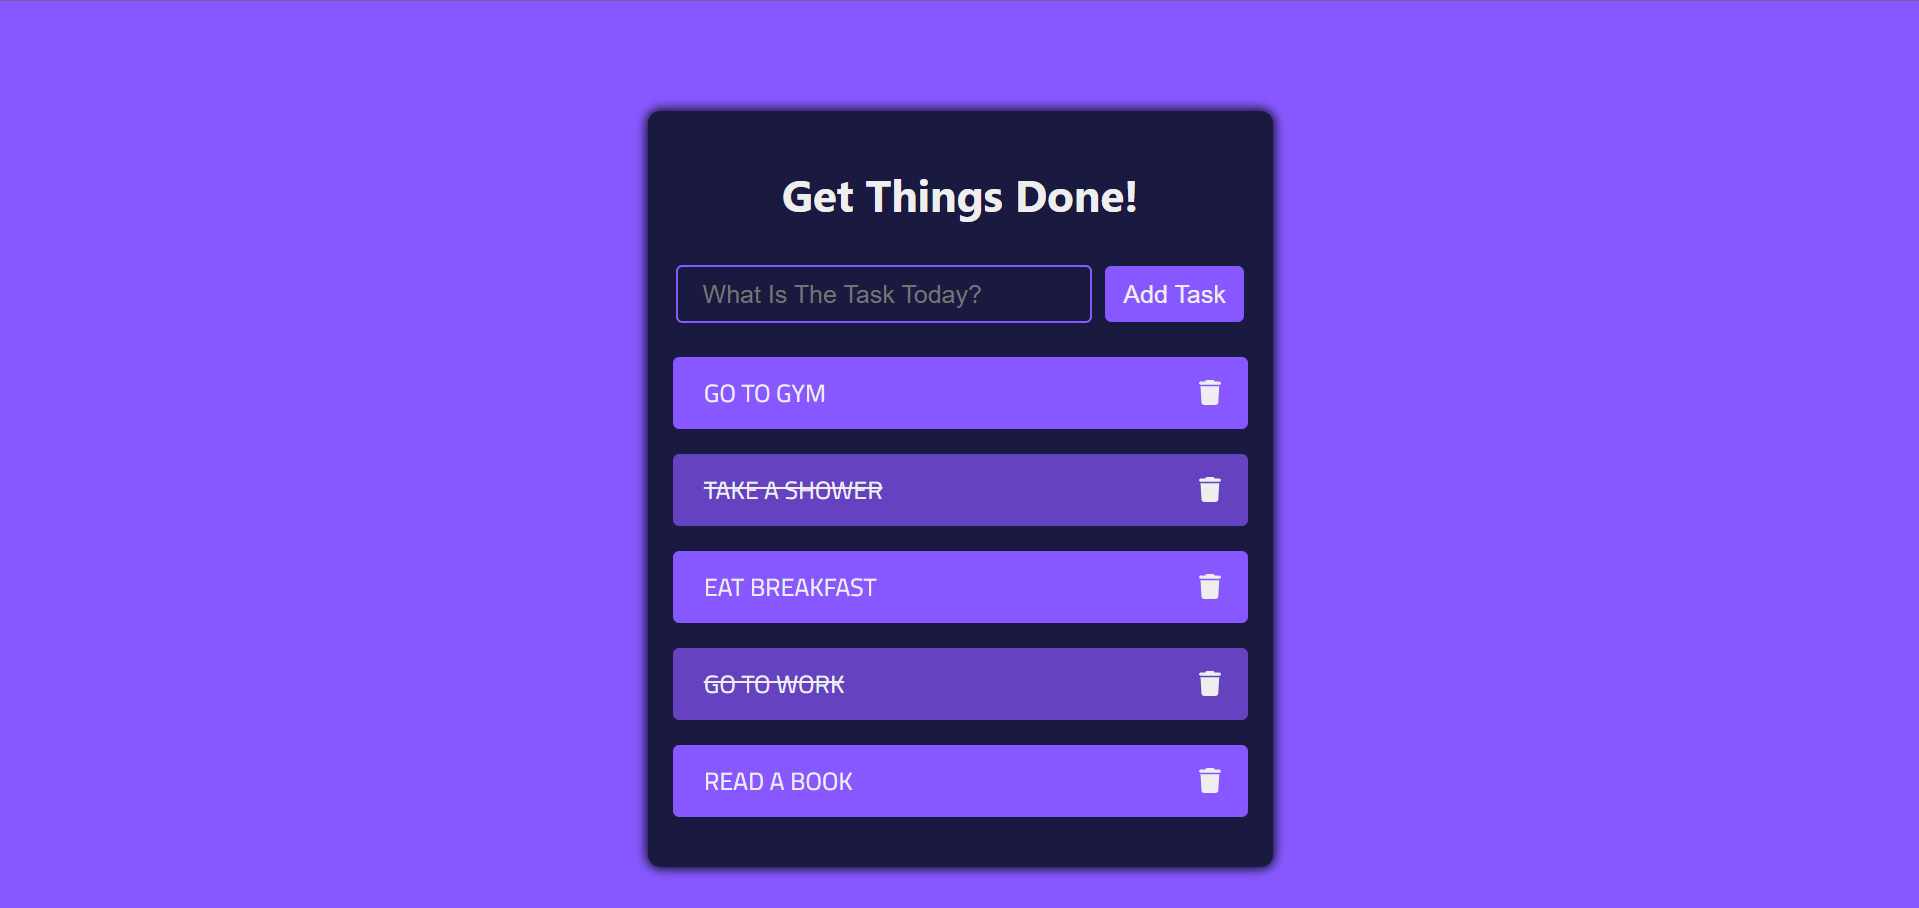 Get Things Done!
What Is The Task Today?
Add Task
GO TO GYM
TAKE A SHOWER
EAT BREAKFAST
GO TO WORK
READ A BOOK